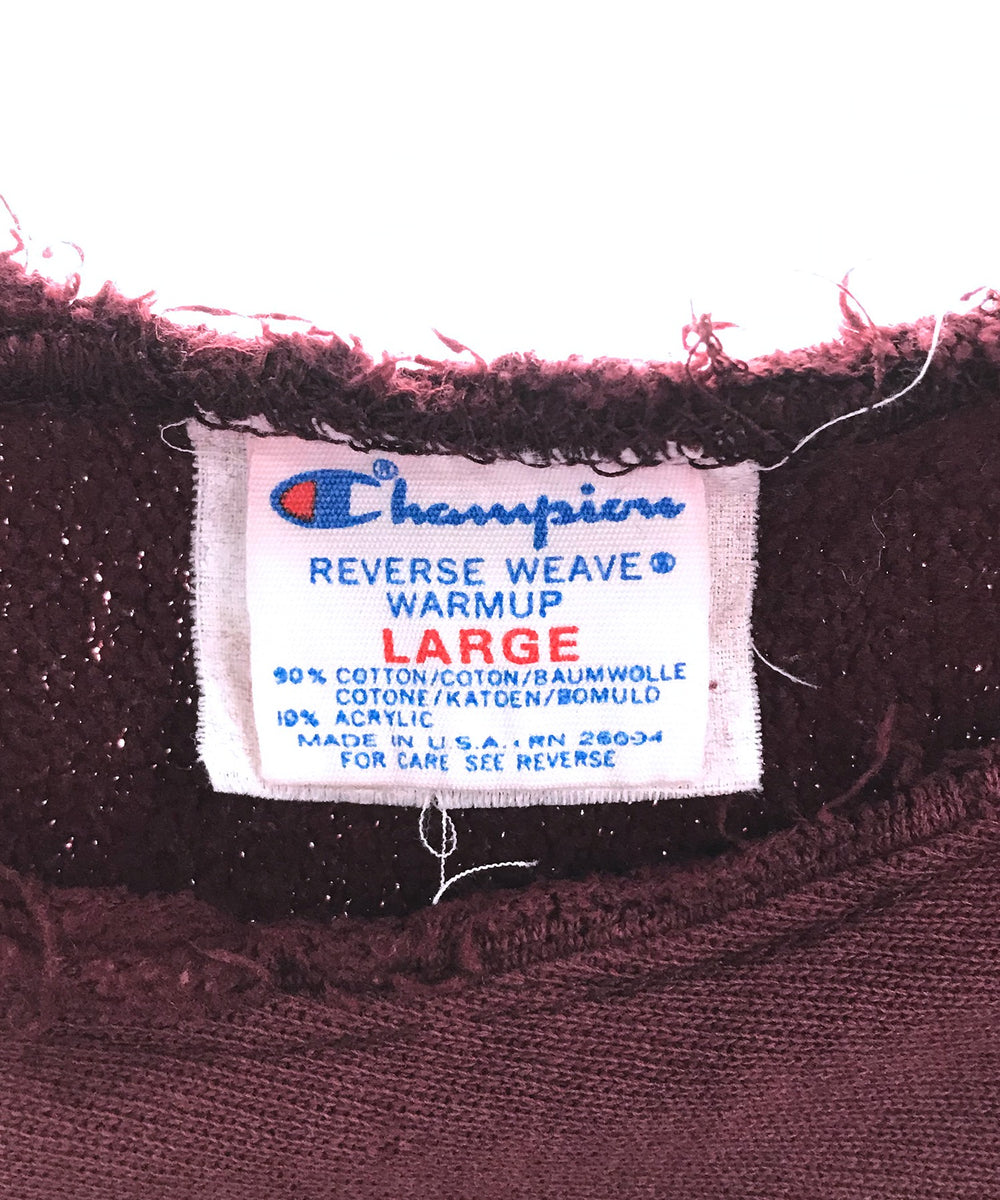 Champion®
REVERSE WEAVE®
WARMUP
LARGE
90% COTTON/COTON/BAUMWOLLE
COTONE/KATOEN/BOMULD
10% ACRYLIC
MADE IN U.S.A. RN 26094
FOR CARE SEE REVERSE